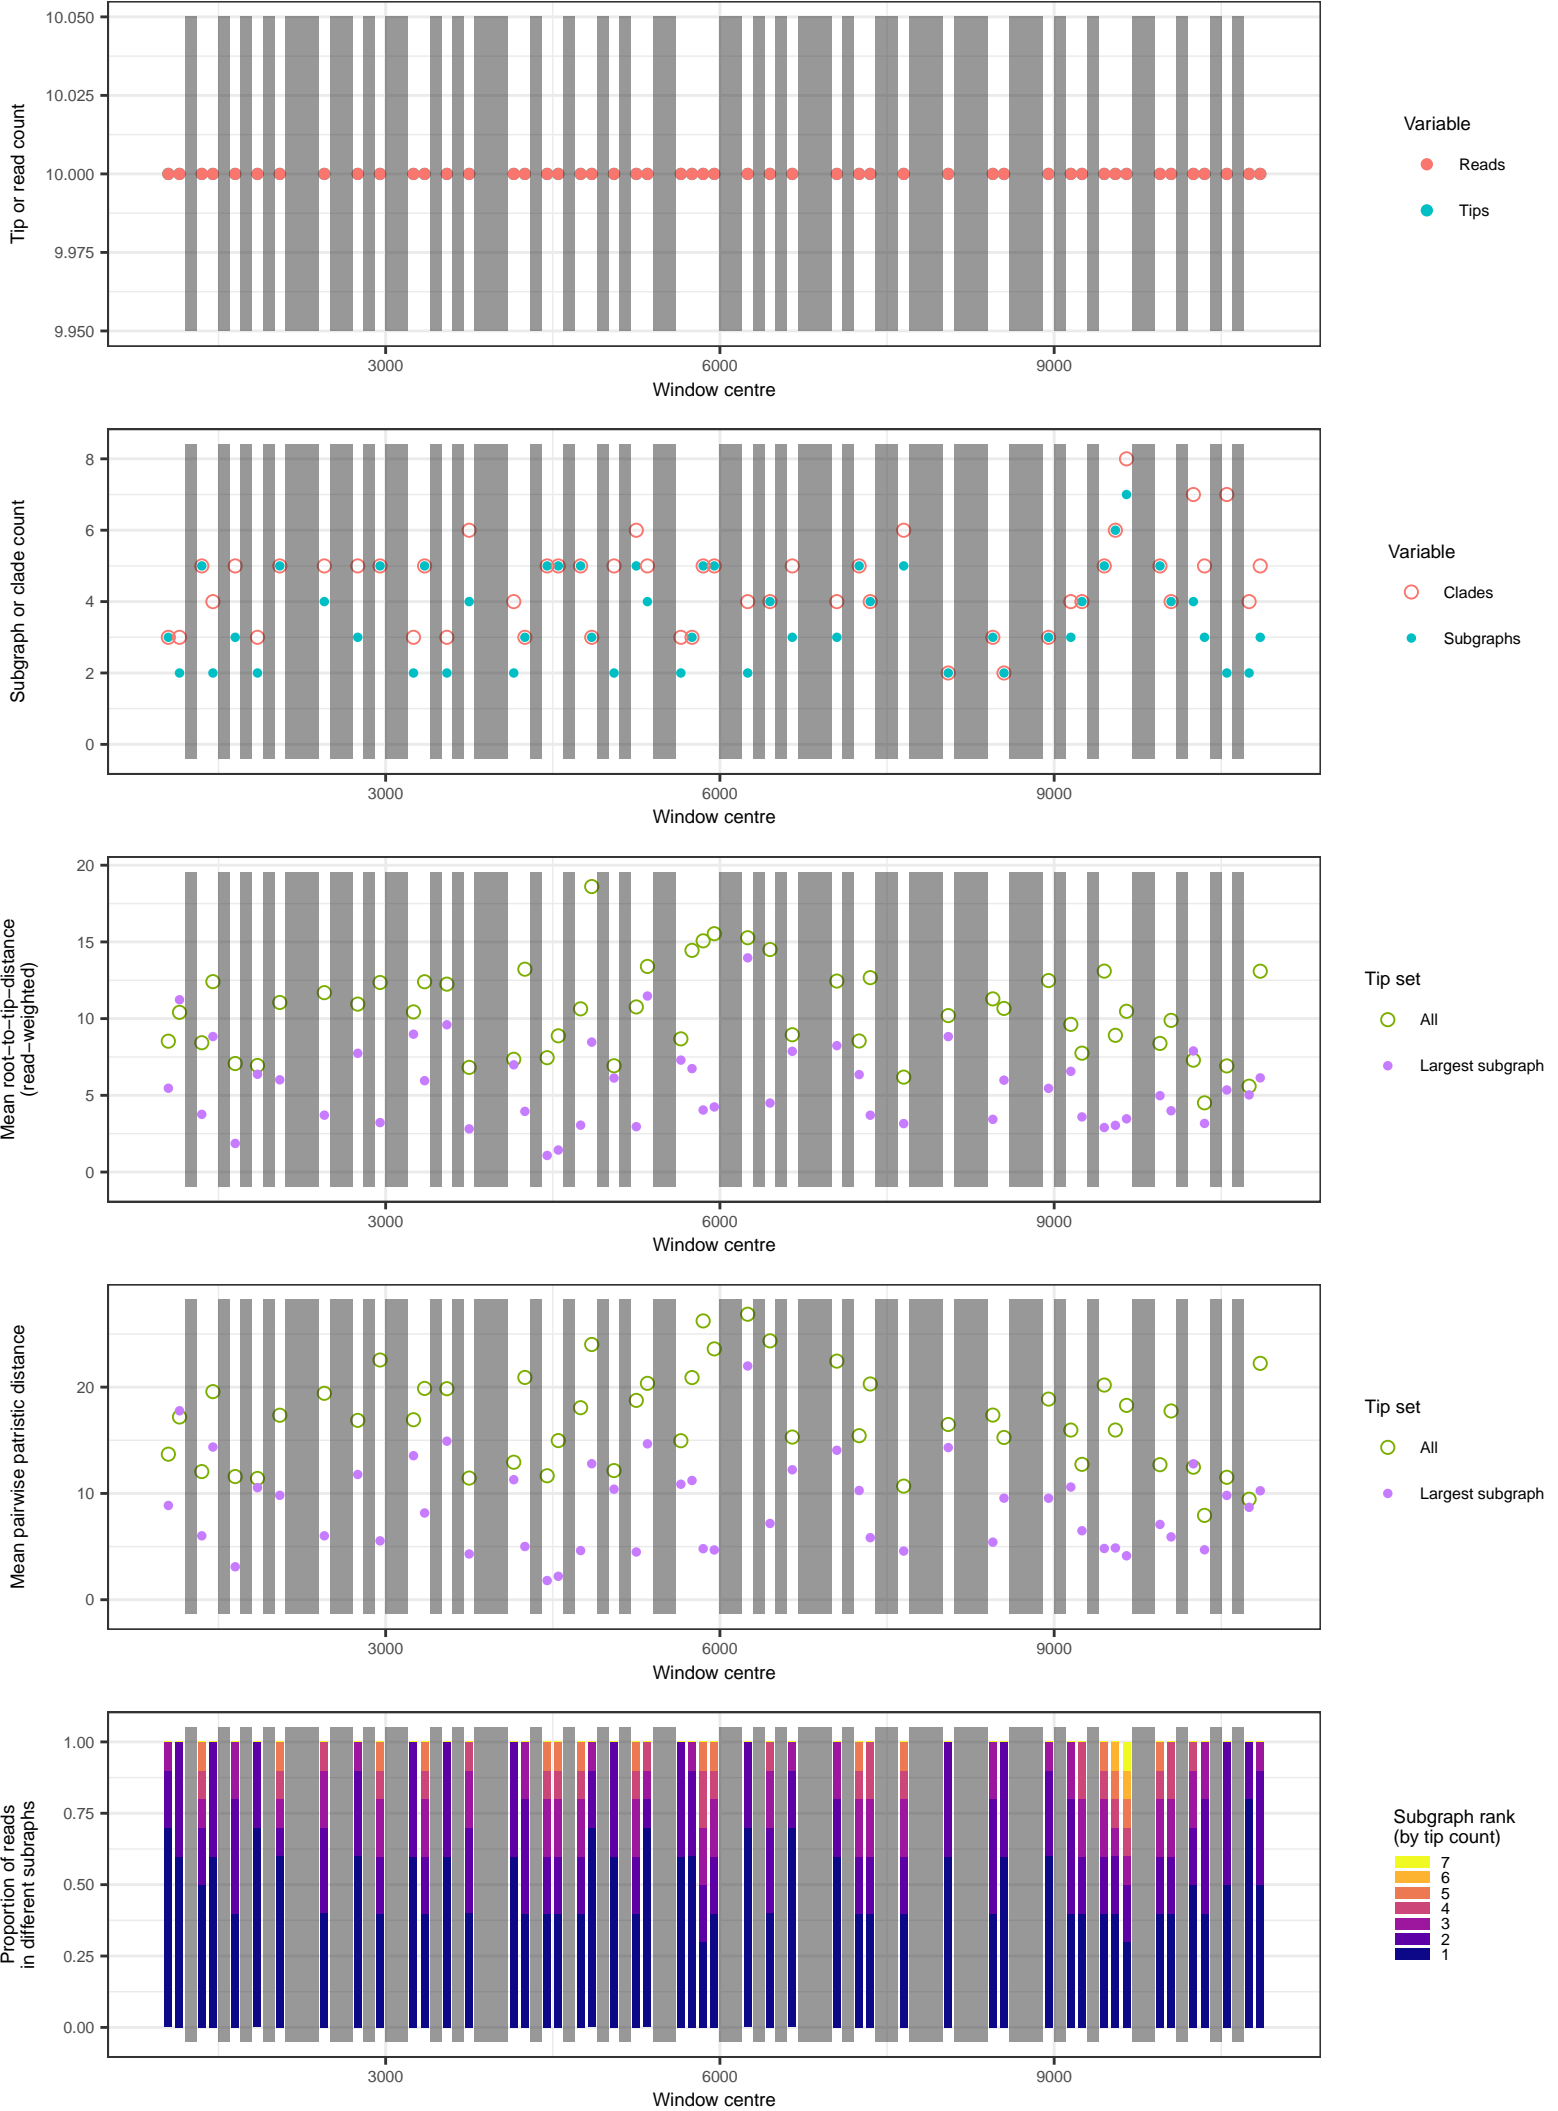 10.050
10.025
10.000
9.975
9.950
Tip or read count
3000
6000
9000
Window centre
Variable
Reads
Tips
8
6
4
2
0
Subgraph or clade count
3000
6000
9000
Window centre
Variable
Clades
Subgraphs
20
15
10
5
0
Mean root−to−tip−distance
(read−weighted)
3000
6000
9000
Window centre
Tip set
All
Largest subgraph
20
10
0
Mean pairwise patristic distance
3000
6000
9000
Window centre
Tip set
All
Largest subgraph
1.00
0.75
0.50
0.25
0.00
Proportion of reads
in different subraphs
3000
6000
9000
Window centre
Subgraph rank
(by tip count)
7
6
5
4
3
2
1